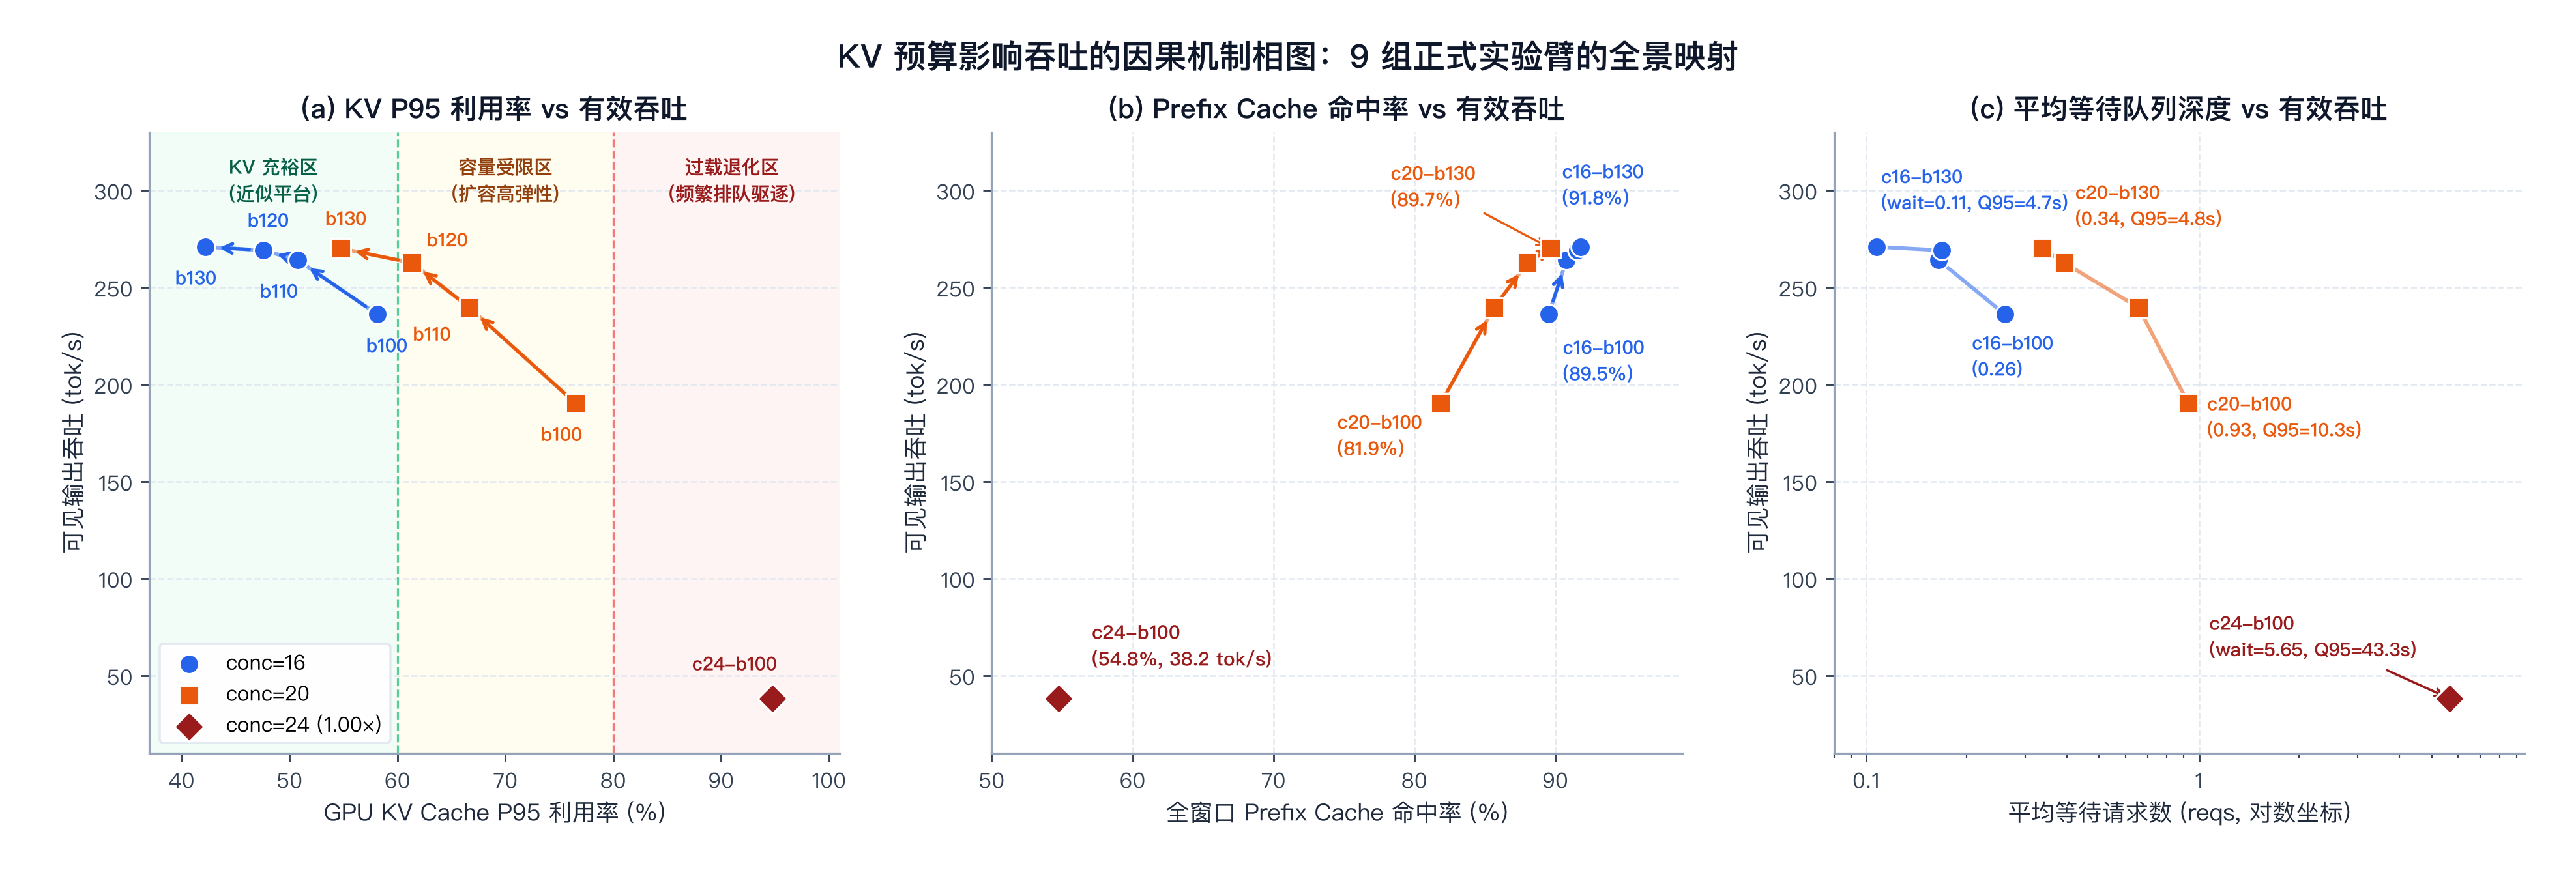 KV 预算影响吞吐的因果机制相图：9 组正式实验臂的全景映射
(a) KV P95 利用率 vs 有效吞吐
KV 充裕区
(近似平台)
容量受限区
(扩容高弹性)
过载退化区
(频繁排队驱逐)
b120
b130
b120
b130
b110
b110
b100
b100
c24–b100
conc=16
conc=20
conc=24 (1.00×)
300
250
200
150
100
50
可见输出吞吐 (tok/s)
40
50
60
70
80
90
100
GPU KV Cache P95 利用率 (%)
(b) Prefix Cache 命中率 vs 有效吞吐
c20–b130
(89.7%)
c16–b130
(91.8%)
c16–b100
(89.5%)
c20–b100
(81.9%)
c24–b100
(54.8%, 38.2 tok/s)
300
250
200
150
100
50
可见输出吞吐 (tok/s)
50
60
70
80
90
全窗口 Prefix Cache 命中率 (%)
(c) 平均等待队列深度 vs 有效吞吐
c16–b130
(wait=0.11, Q95=4.7s)
c20–b130
(0.34, Q95=4.8s)
c16–b100
(0.26)
c20–b100
(0.93, Q95=10.3s)
c24–b100
(wait=5.65, Q95=43.3s)
300
250
200
150
100
50
可见输出吞吐 (tok/s)
0.1
1
平均等待请求数 (reqs, 对数坐标)